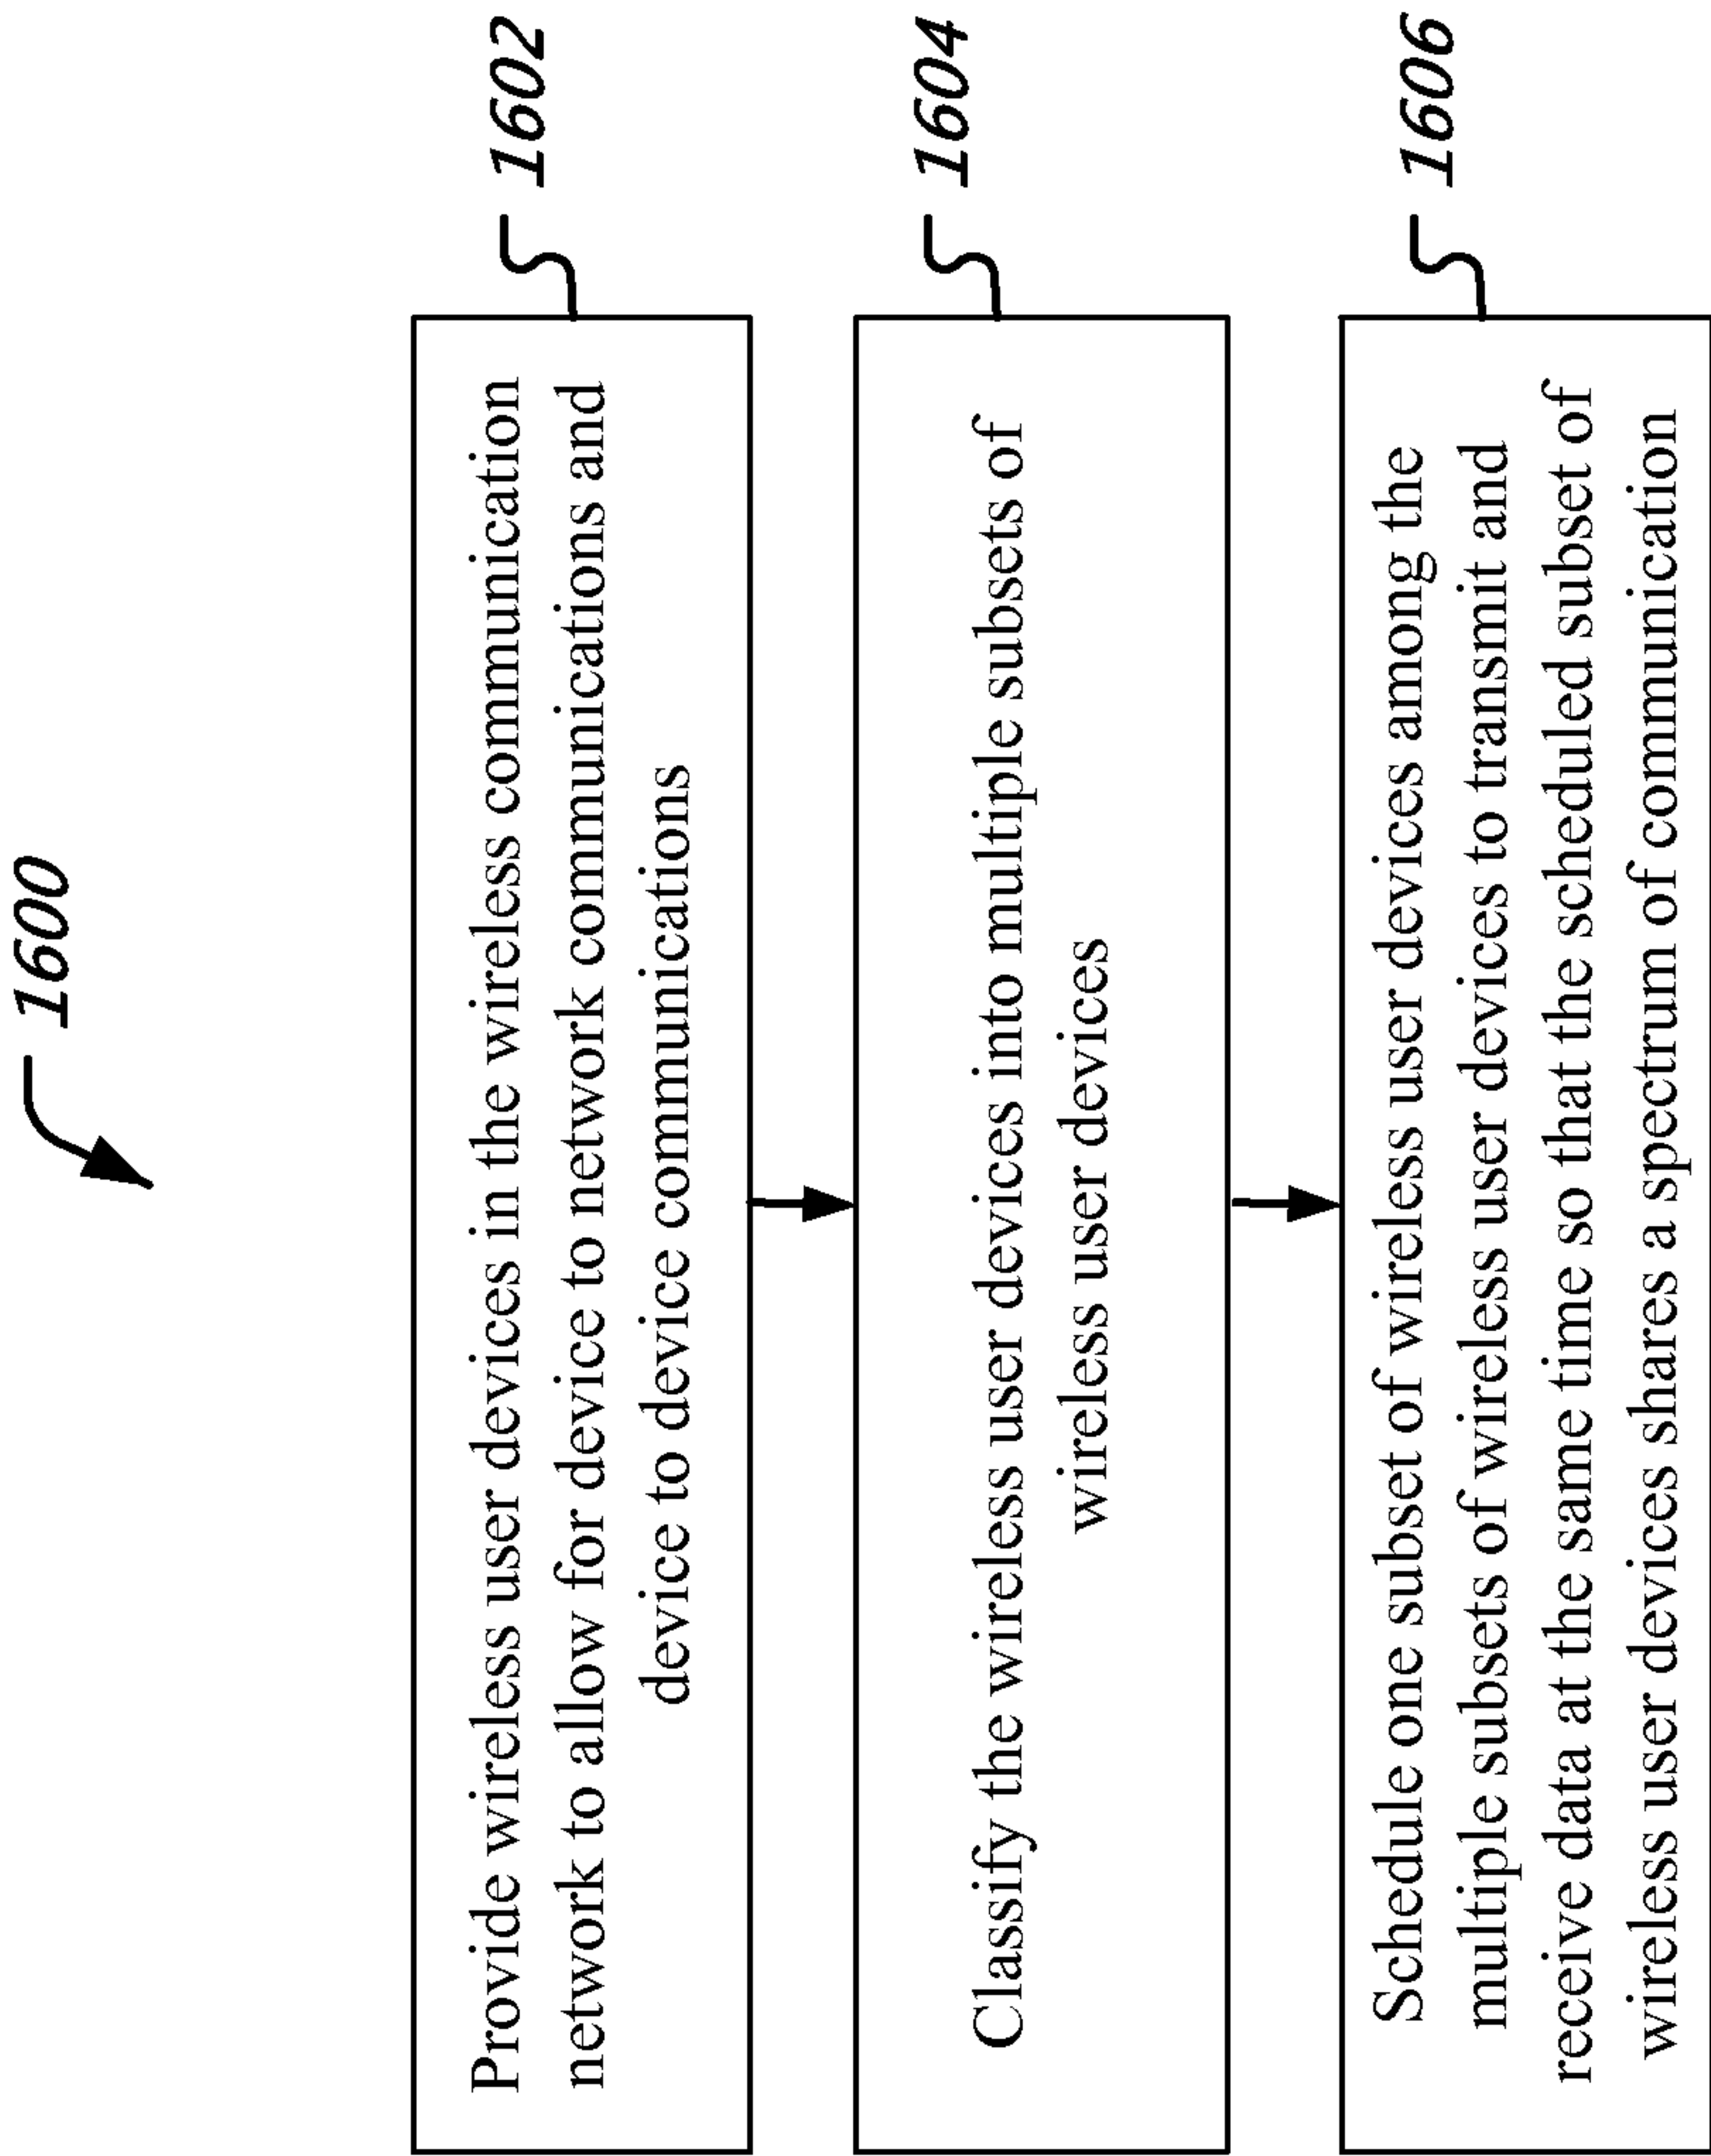 1600
Provide wireless user devices in the wireless communication
network to allow for device to network communications and
device to device communications
1602
Classify the wireless user devices into multiple subsets of
wireless user devices
1604
Schedule one subset of wireless user devices among the
multiple subsets of wireless user devices to transmit and
receive data at the same time so that the scheduled subset of
wireless user devices shares a spectrum of communication
1606